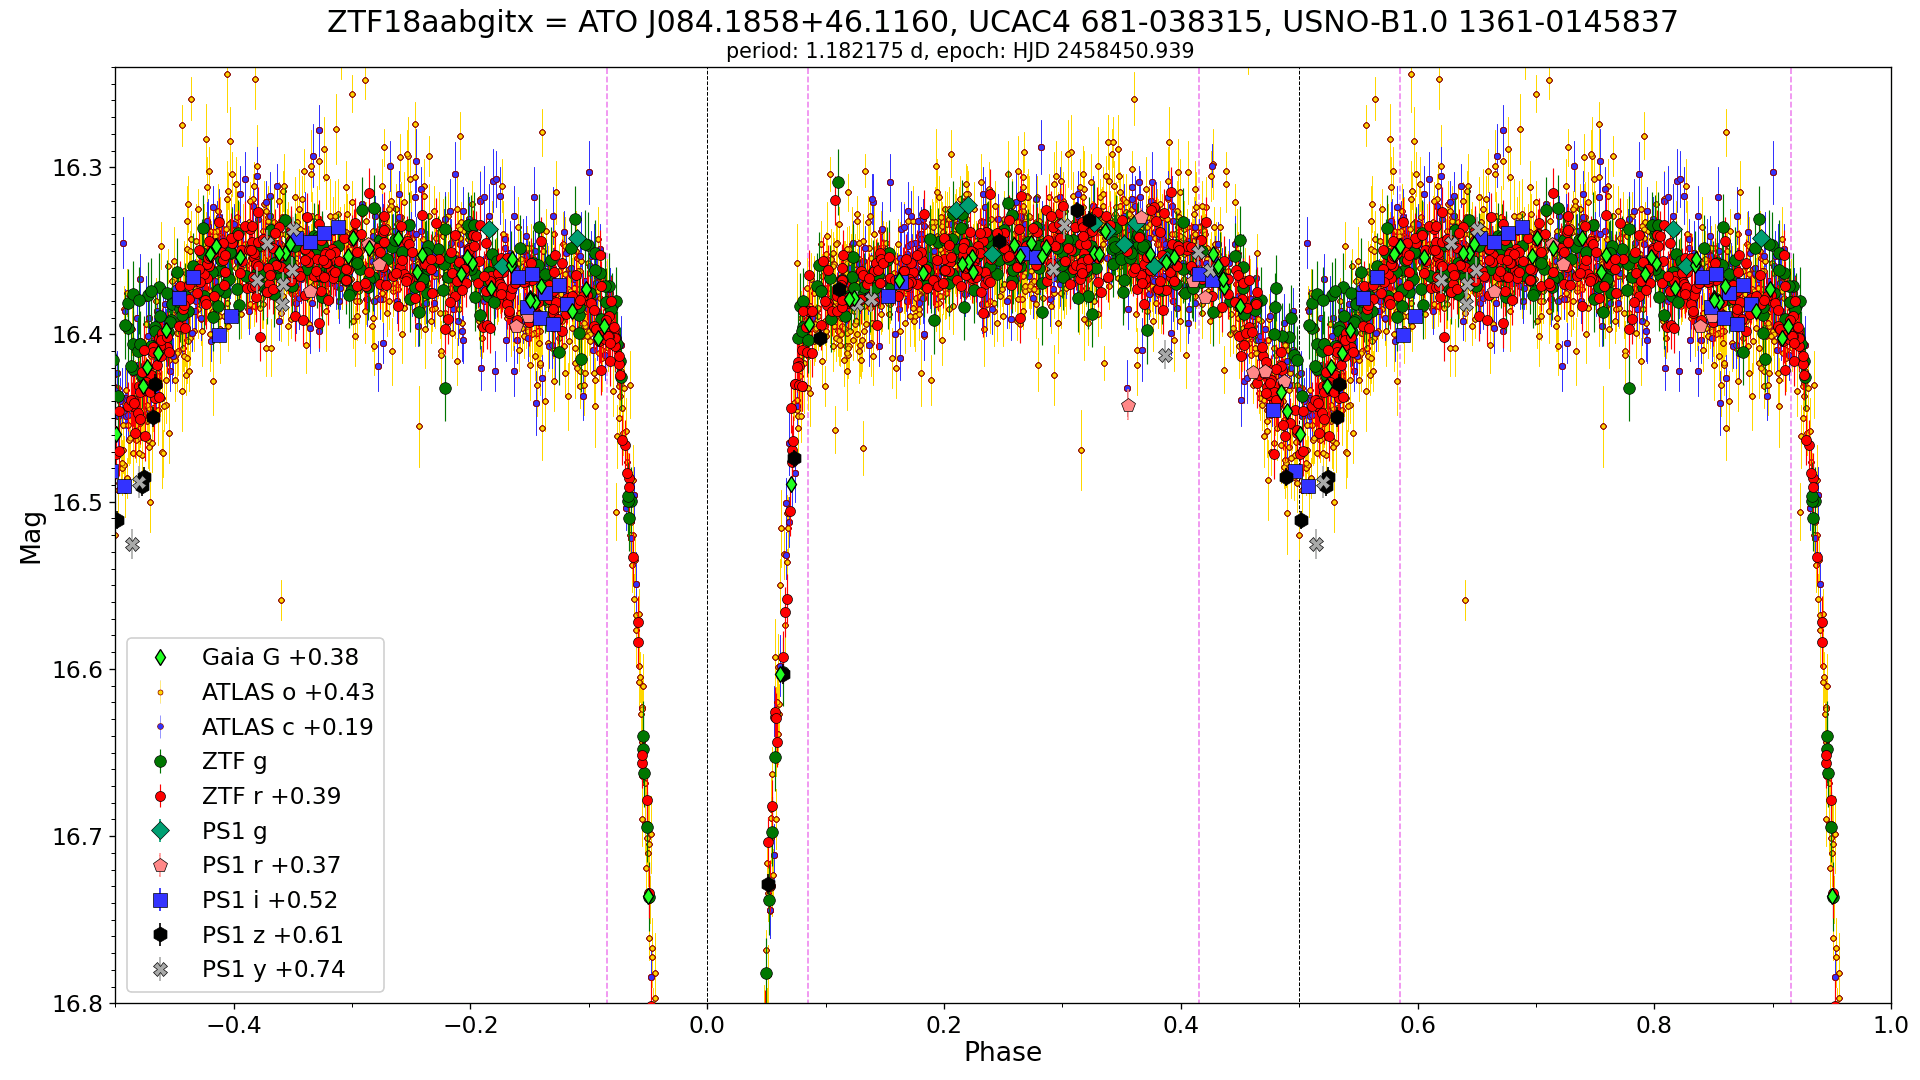 ZTF18aabgitx = ATO J084.1858+46.1160, UCAC4 681-038315, USNO-B1.0 1361-0145837
period: 1.182175 d, epoch: HJD 2458450.939
Mag
16.3
16.4
16.5
16.6
16.7
16.8
Gaia G +0.38
ATLAS o +0.43
ATLAS c +0.19
ZTF g
ZTF r +0.39
PS1 g
PS1 r +0.37
PS1 i +0.52
PS1 z +0.61
PS1 y +0.74
−0.4 −0.2 0.0 0.2 0.4 0.6 0.8 1.0
Phase